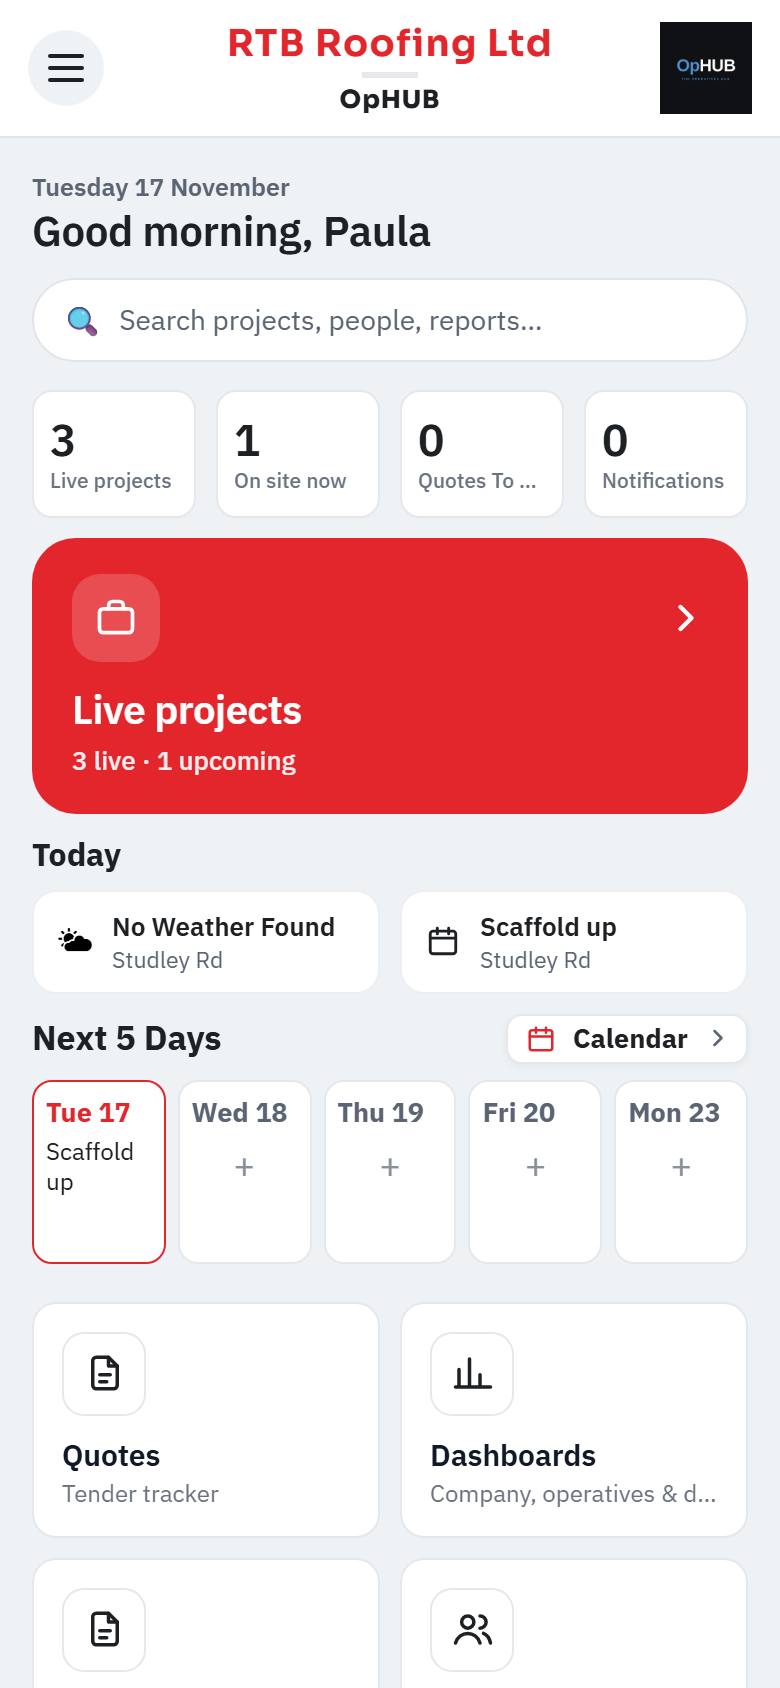 RTB Roofing Ltd
OpHUB
OpHUB
Tuesday 17 November
Good morning, Paula
Search projects, people, reports...
3
Live projects
1
On site now
0
Quotes To ...
0
Notifications
Live projects
3 live · 1 upcoming
Today
No Weather Found
Studley Rd
Scaffold up
Studley Rd
Next 5 Days
Calendar
Tue 17
Scaffold
up
Wed 18
+
Thu 19
+
Fri 20
+
Mon 23
+
Quotes
Tender tracker
Dashboards
Company, operatives & d...